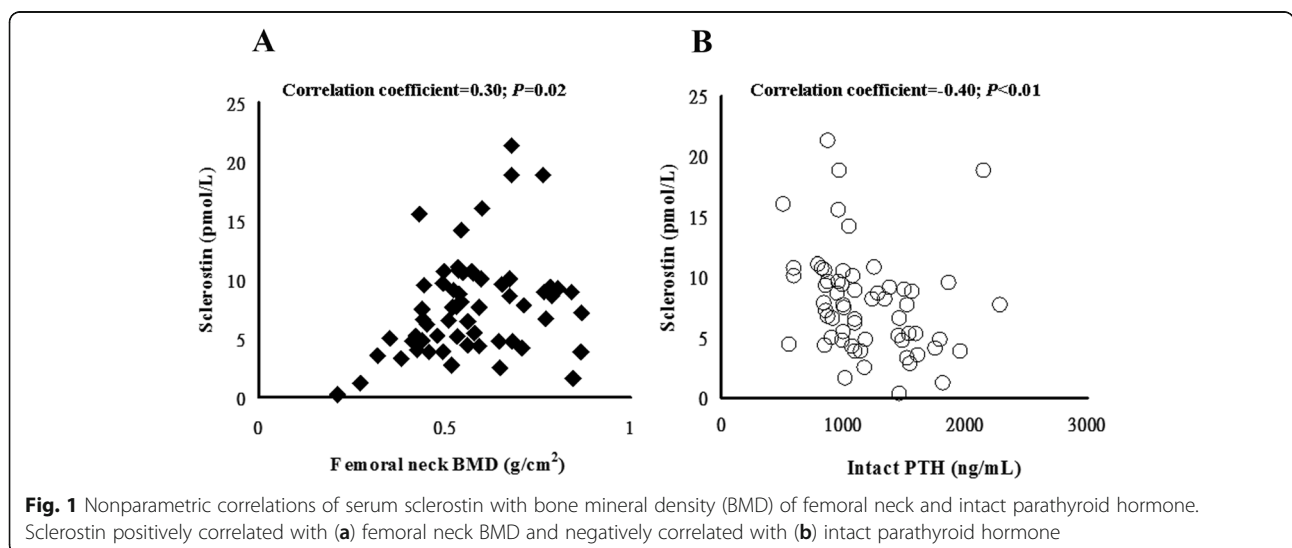 A
Correlation coefficient=0.30; P=0.02
25
20
15
10
5
0
Sclerostin (pmol/L)
0
0.5
1
Femoral neck BMD (g/cm²)
B
Correlation coefficient=-0.40; P<0.01
25
20
15
10
5
0
Sclerostin (pmol/L)
0
1000
2000
3000
Intact PTH (ng/mL)
Fig. 1 Nonparametric correlations of serum sclerostin with bone mineral density (BMD) of femoral neck and intact parathyroid hormone.
Sclerostin positively correlated with (a) femoral neck BMD and negatively correlated with (b) intact parathyroid hormone